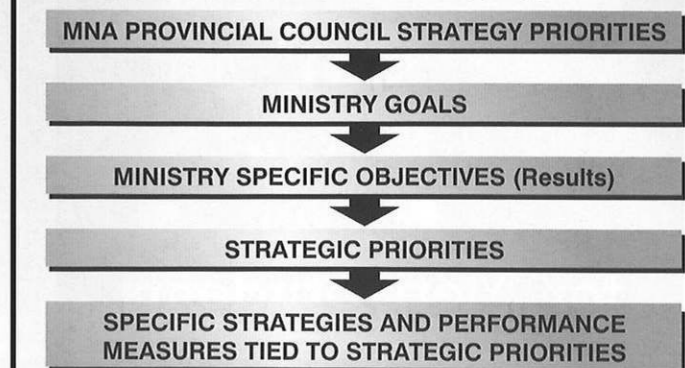 MNA PROVINCIAL COUNCIL STRATEGY PRIORITIES
MINISTRY GOALS
MINISTRY SPECIFIC OBJECTIVES (Results)
STRATEGIC PRIORITIES
SPECIFIC STRATEGIES AND PERFORMANCE
MEASURES TIED TO STRATEGIC PRIORITIES